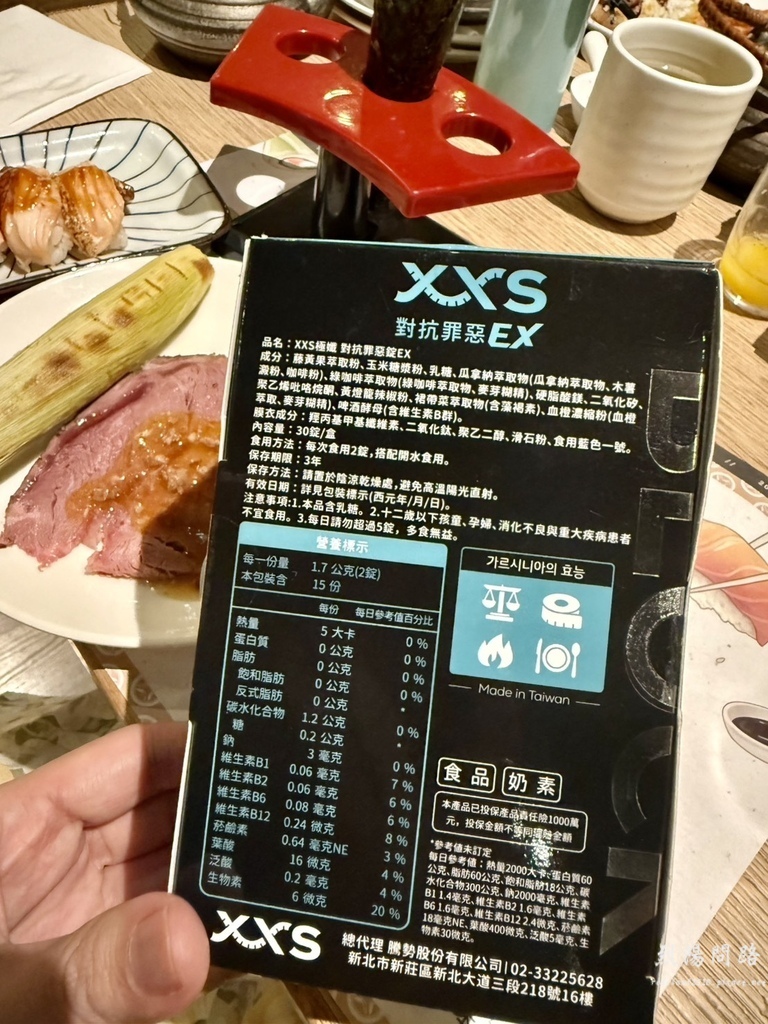 XXS
對抗罪惡EX
品名：XXS極孅 對抗罪惡錠EX
成分：藤黃果萃取粉、玉米糖漿粉、乳糖、瓜拿納萃取物(瓜拿納萃取物、木薯
澱粉、咖啡粉)、綠咖啡萃取物(綠咖啡萃取物、麥芽糊精)、硬脂酸鎂、二氧化矽、
聚乙烯吡咯烷酮、黃燈籠辣椒粉、裙帶菜萃取物(含藻褐素)、血橙濃縮粉(血橙
萃取、麥芽糊精)、啤酒酵母(含維生素B群)。
膜衣成分：羥丙基甲基纖維素、二氧化鈦、聚乙二醇、滑石粉、食用藍色一號。
內容量：30錠/盒
食用方法：每次食用2錠,搭配開水食用。
保存期限：3年
保存方法：請置於陰涼乾燥處,避免高溫陽光直射。
有效日期：詳見包裝標示(西元年/月/日)。
注意事項:1.本品含乳糖。2.十二歲以下孩童、孕婦、消化不良與重大疾病患者
不宜食用。3.每日請勿超過5錠，多食無益。
營養標示
每一份量 1.7 公克(2錠)
本包裝含 15 份
每份 每日參考值百分比
熱量 5 大卡 0 %
蛋白質 0 公克 0 %
脂肪 0 公克 0 %
飽和脂肪 0 公克 0 %
反式脂肪 0 公克 *
碳水化合物 1.2 公克 0 %
糖 0.2 公克 *
鈉 3 毫克 0 %
維生素B1 0.06 毫克 7 %
維生素B2 0.06 毫克 6 %
維生素B6 0.08 毫克 6 %
維生素B12 0.24 微克 8 %
菸鹼素 0.64 毫克NE 3 %
葉酸 16 微克 4 %
泛酸 0.2 毫克 4 %
生物素 6 微克 20 %
가르시니아의 효능
Made in Taiwan
食品 奶素
本產品已投保產品責任險1000萬
元，投保金額不等同理賠金額
*參考值未訂定
每日參考值：熱量2000大卡、蛋白質60
公克、脂肪60公克、飽和脂肪18公克、碳
水化合物300公克、鈉2000毫克、維生素
B1 1.4毫克、維生素B2 1.6毫克、維生素
B6 1.6毫克、維生素B12 2.4微克、菸鹼素
18毫克NE、葉酸400微克、泛酸5毫克、生
物素30微克。
XXS
總代理 騰勢股份有限公司 | 02-33225628
新北市新莊區新北大道三段218號16樓